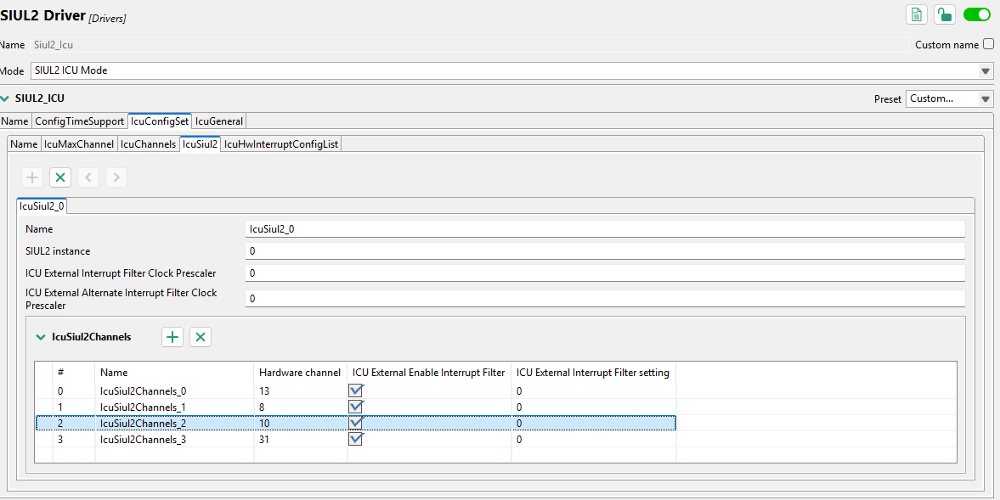 SIUL2 Driver [Drivers]
Name Siul2_Icu Custom name
Mode SIUL2 ICU Mode
SIUL2_ICU Preset Custom...
Name ConfigTimeSupport IcuConfigSet IcuGeneral
Name IcuMaxChannel IcuChannels IcuSiul2 IcuHwInterruptConfigList
IcuSiul2_0
Name IcuSiul2_0
SIUL2 instance 0
ICU External Interrupt Filter Clock Prescaler 0
ICU External Alternate Interrupt Filter Clock
Prescaler 0
IcuSiul2Channels
# Name Hardware channel ICU External Enable Interrupt Filter ICU External Interrupt Filter setting
0 IcuSiul2Channels_0 13 0
1 IcuSiul2Channels_1 8 0
2 IcuSiul2Channels_2 10 0
3 IcuSiul2Channels_3 31 0